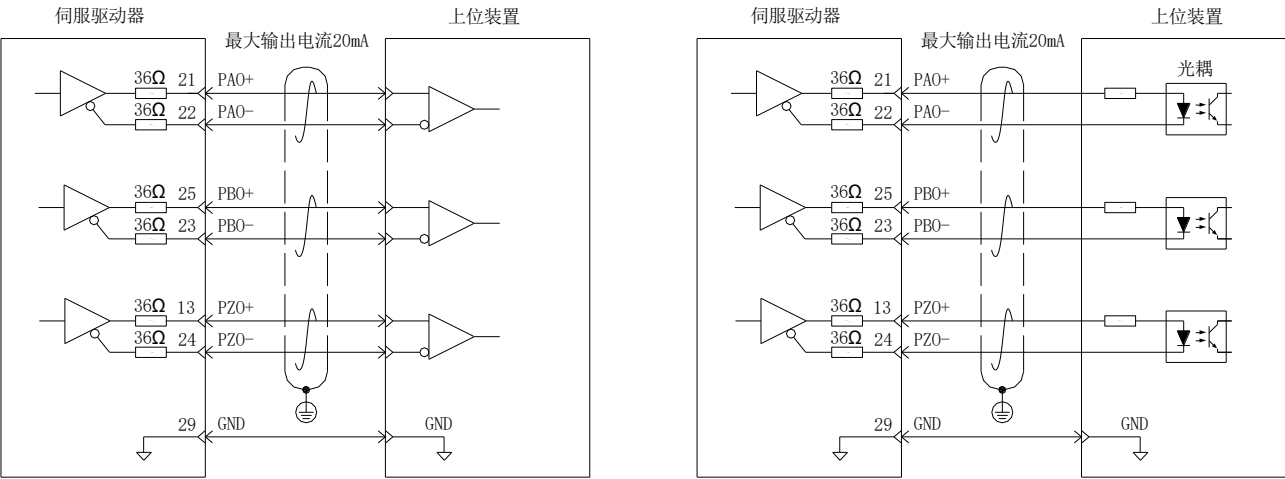 伺服驱动器 上位装置
最大输出电流20mA
36Ω 21 PAO+
36Ω 22 PAO-
36Ω 25 PBO+
36Ω 23 PBO-
36Ω 13 PZO+
36Ω 24 PZO-
29 GND GND
伺服驱动器 上位装置
最大输出电流20mA
光耦
36Ω 21 PAO+
36Ω 22 PAO-
36Ω 25 PBO+
36Ω 23 PBO-
36Ω 13 PZO+
36Ω 24 PZO-
29 GND GND